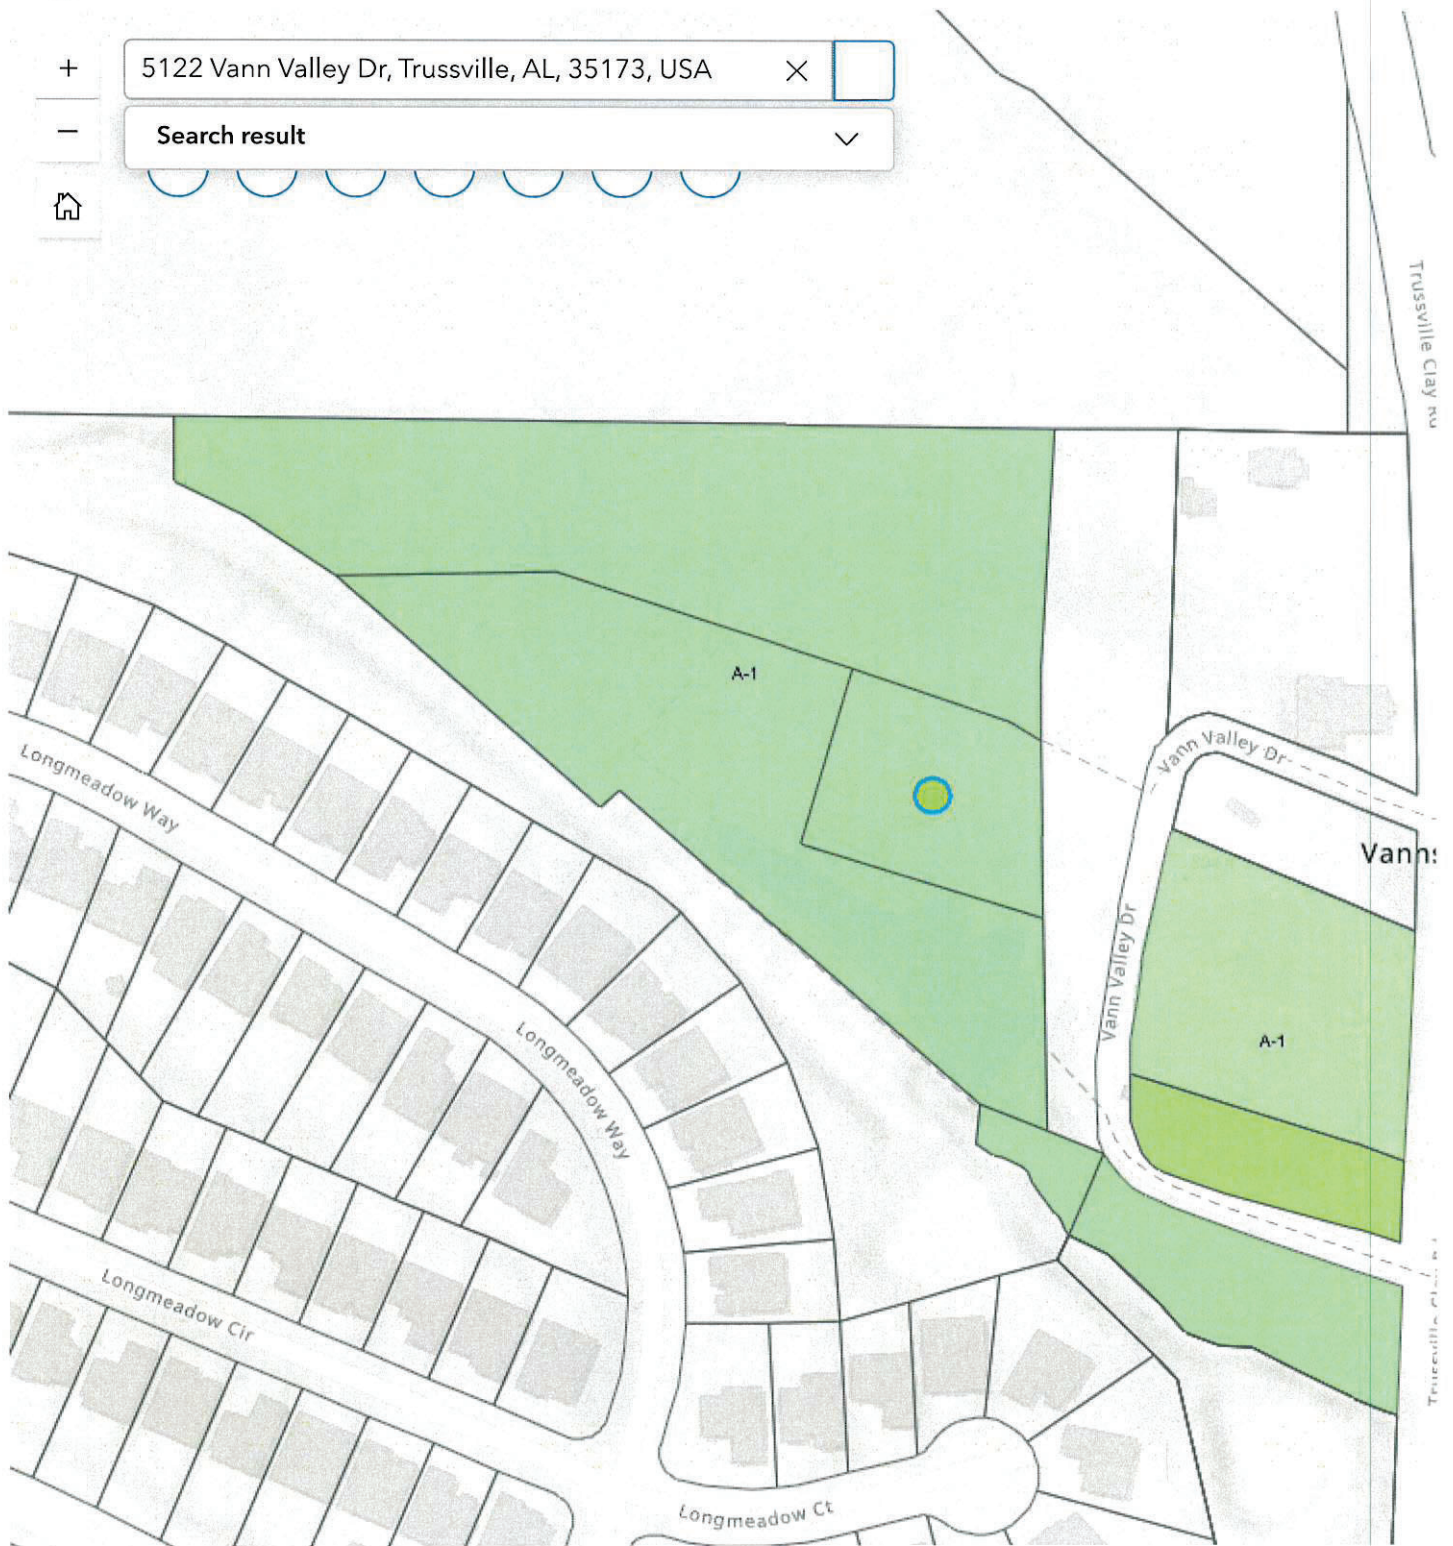 +
5122 Vann Valley Dr, Trussville, AL, 35173, USA
−
Search result
Trussville Clay Rd
A-1
Vann Valley Dr
Longmeadow Way
Vann
Vann Valley Dr
A-1
Longmeadow Way
Longmeadow Cir
Longmeadow Ct